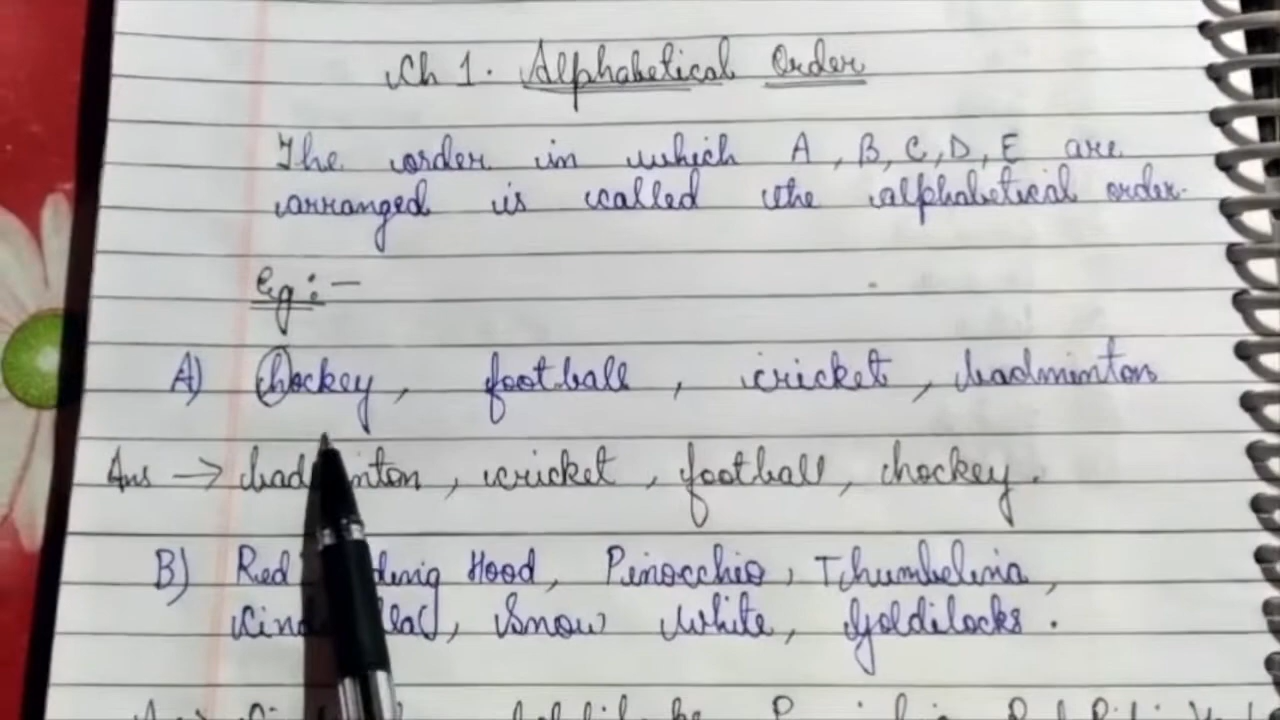 Ch 1. Alphabetical Order
The order in which A, B, C, D, E are
arranged is called the alphabetical order.
eg:-
A) hockey, football, cricket, badminton
Ans → badminton, cricket, football, hockey.
B) Red Hood, Pinocchio, Thumbelina,
Snow White, Goldilocks.